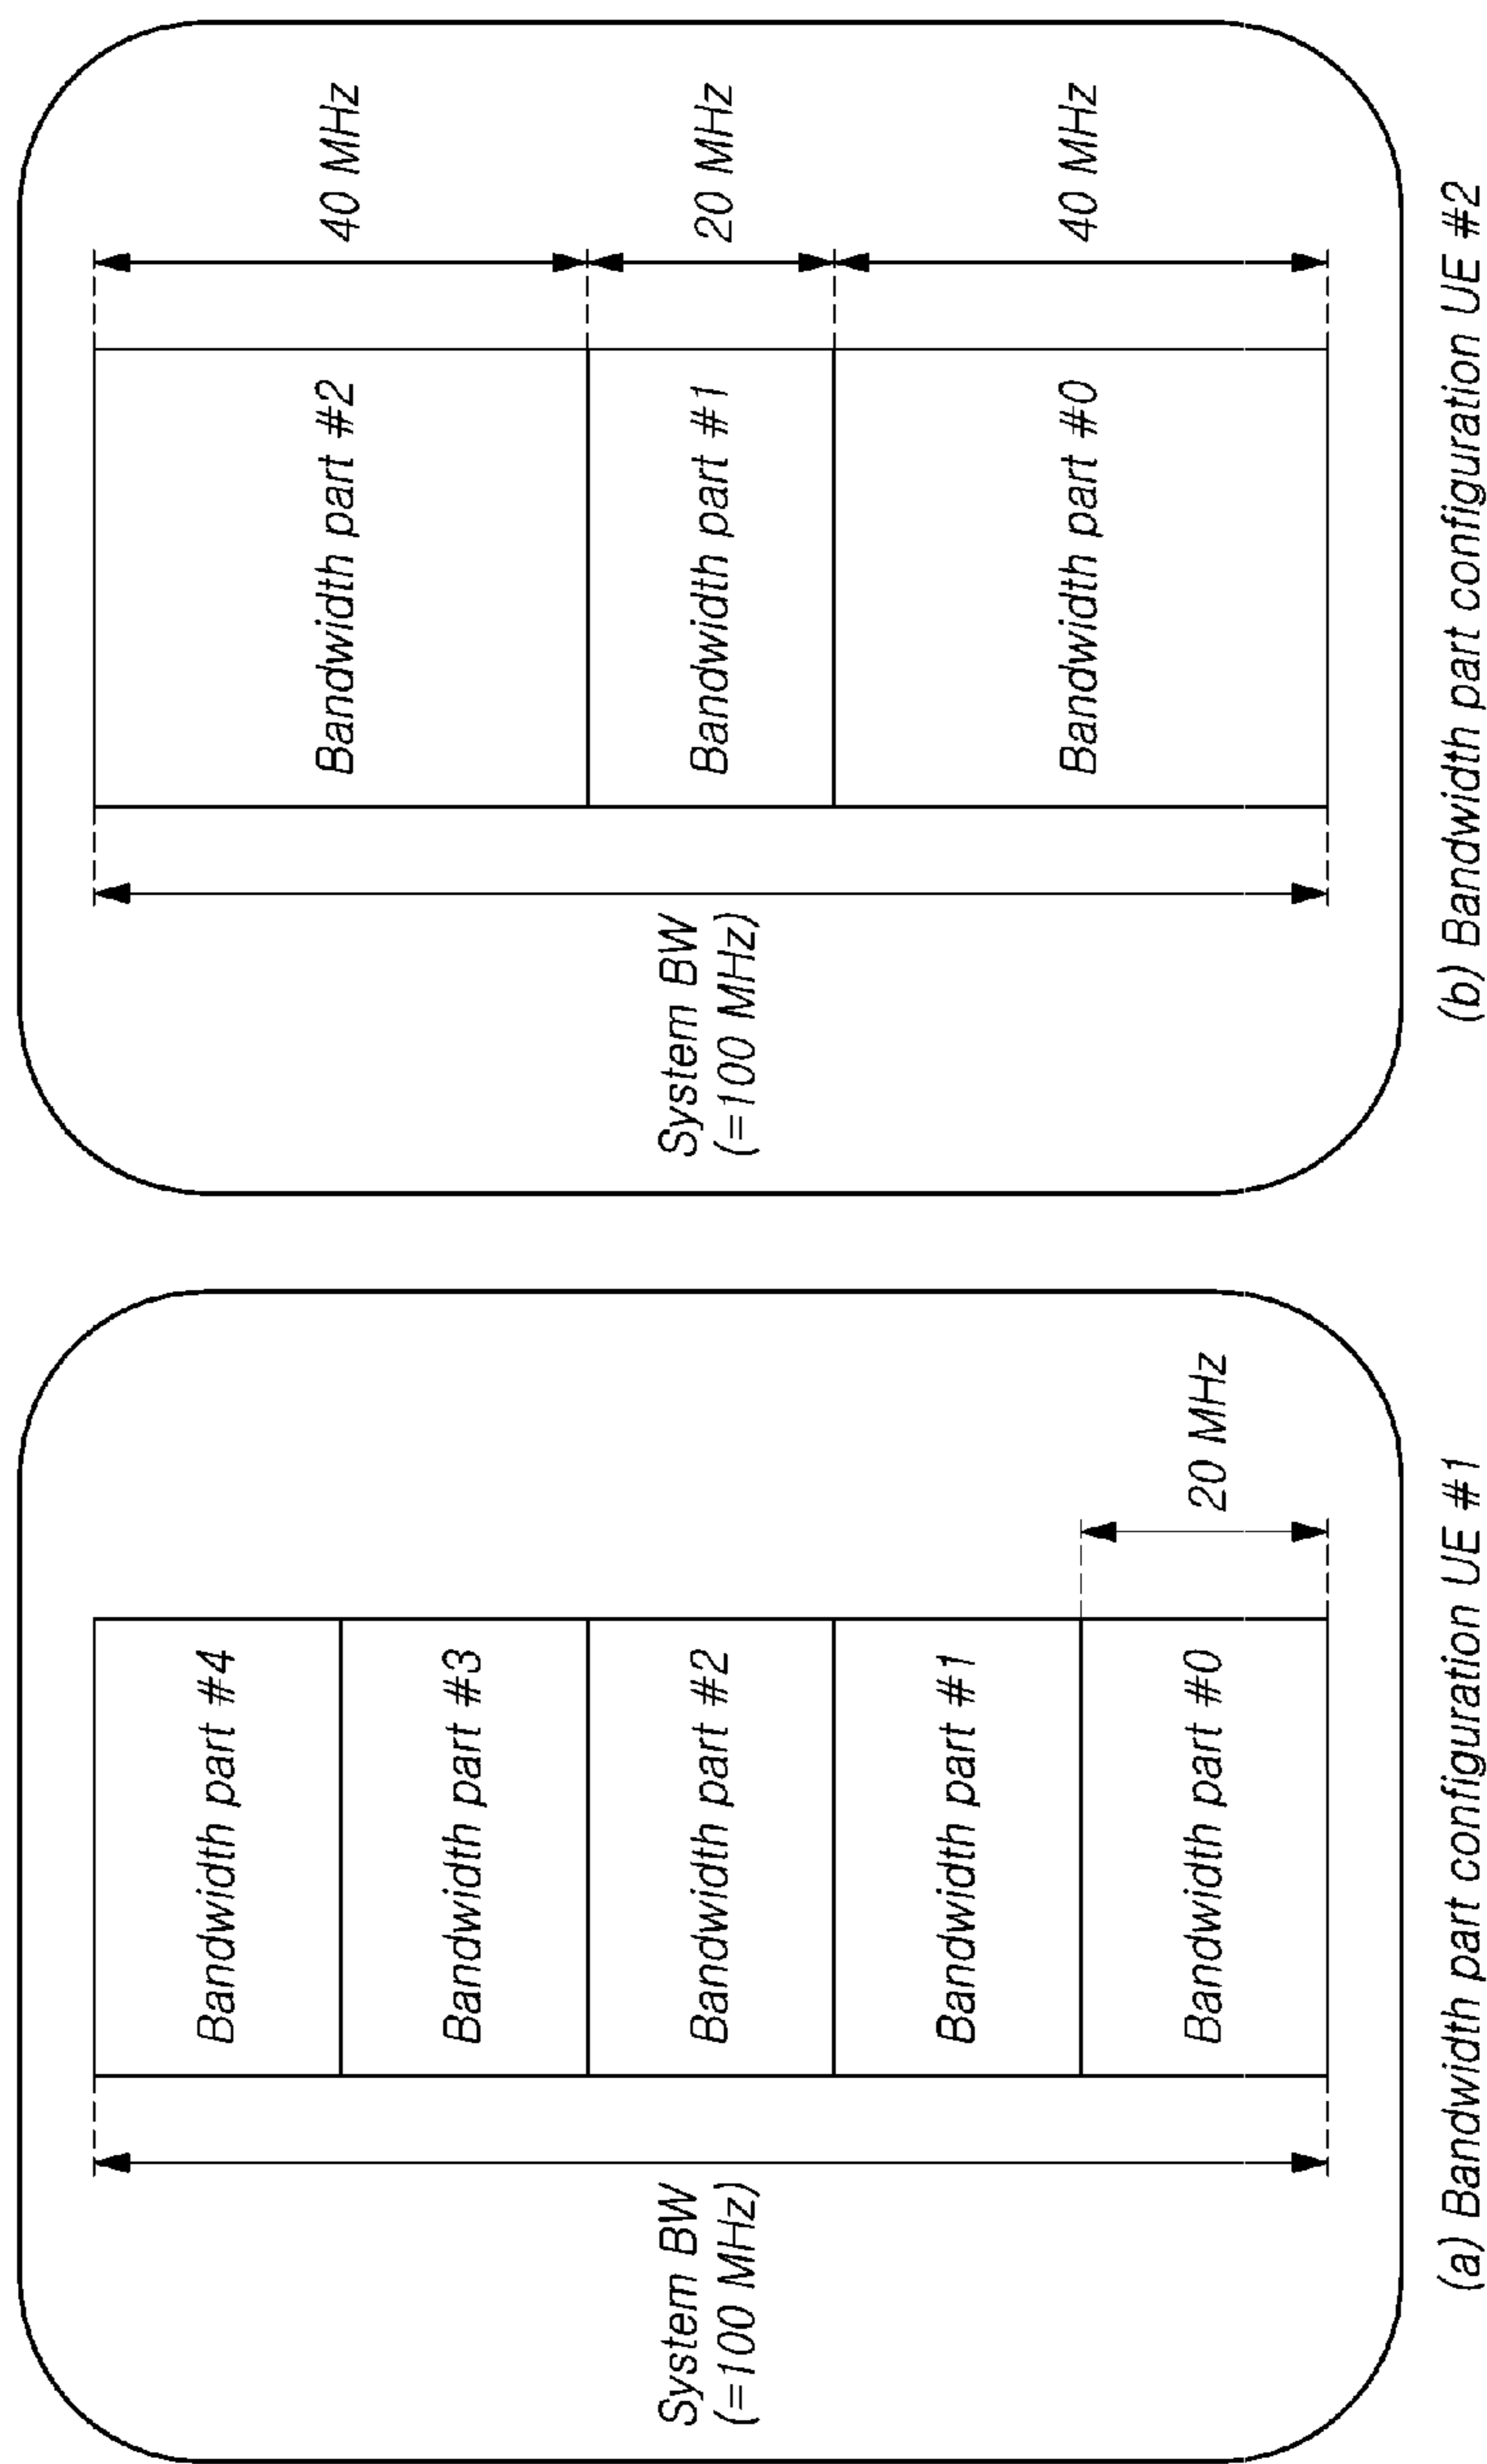 System BW
(=100 MHz)
Bandwidth part #4
Bandwidth part #3
Bandwidth part #2
Bandwidth part #1
Bandwidth part #0
20 MHz
(a) Bandwidth part configuration UE #1
System BW
(=100 MHz)
Bandwidth part #2
Bandwidth part #1
Bandwidth part #0
40 MHz
20 MHz
40 MHz
(b) Bandwidth part configuration UE #2